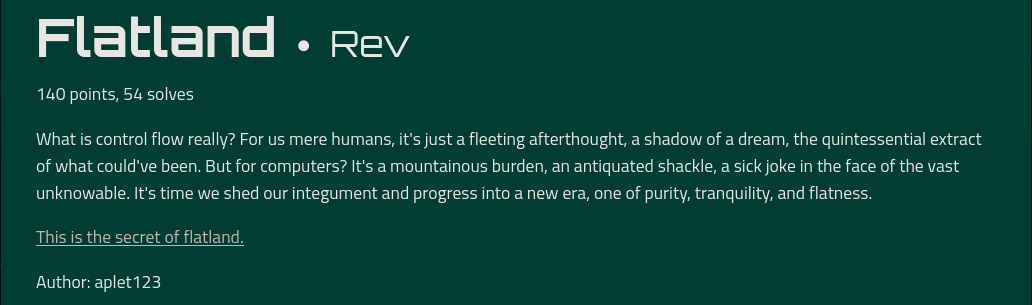 Flatland • Rev
140 points, 54 solves
What is control flow really? For us mere humans, it's just a fleeting afterthought, a shadow of a dream, the quintessential extract
of what could've been. But for computers? It's a mountainous burden, an antiquated shackle, a sick joke in the face of the vast
unknowable. It's time we shed our integument and progress into a new era, one of purity, tranquility, and flatness.
This is the secret of flatland.
Author: aplet123